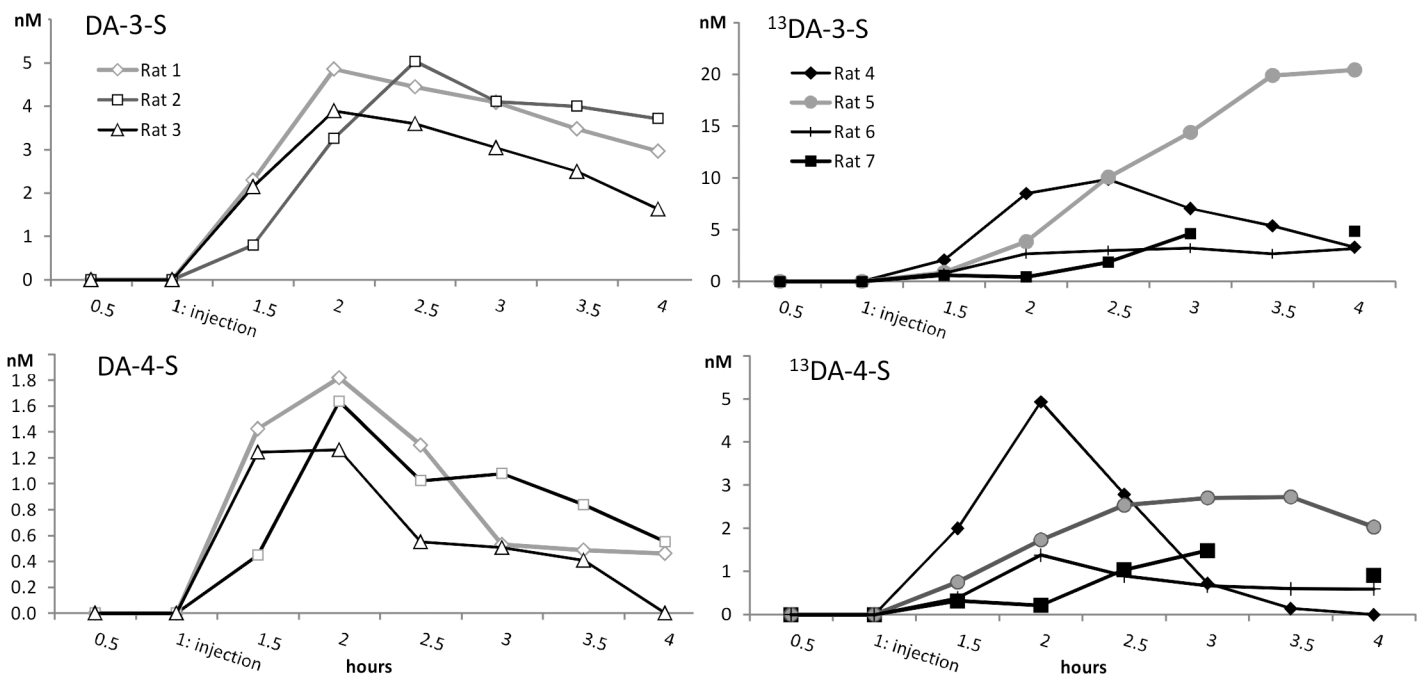 nM
DA-3-S
Rat 1
Rat 2
Rat 3
5
4
3
2
1
0
0.5
1: injection
1.5
2
2.5
3
3.5
4
nM
¹³DA-3-S
Rat 4
Rat 5
Rat 6
Rat 7
20
15
10
5
0
0.5
1: injection
1.5
2
2.5
3
3.5
4
nM
DA-4-S
1.8
1.6
1.4
1.2
1.0
0.8
0.6
0.4
0.2
0.0
0.5
1: injection
1.5
2
2.5
3
3.5
4
hours
nM
¹³DA-4-S
5
4
3
2
1
0
0.5
1: injection
1.5
2
2.5
3
3.5
4
hours